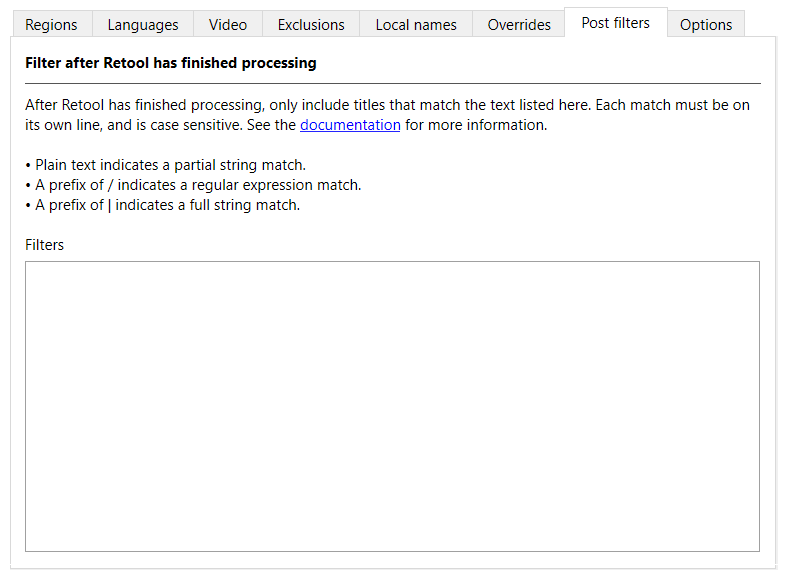 Regions Languages Video Exclusions Local names Overrides Post filters Options
Filter after Retool has finished processing
After Retool has finished processing, only include titles that match the text listed here. Each match must be on
its own line, and is case sensitive. See the documentation for more information.
• Plain text indicates a partial string match.
• A prefix of / indicates a regular expression match.
• A prefix of | indicates a full string match.
Filters